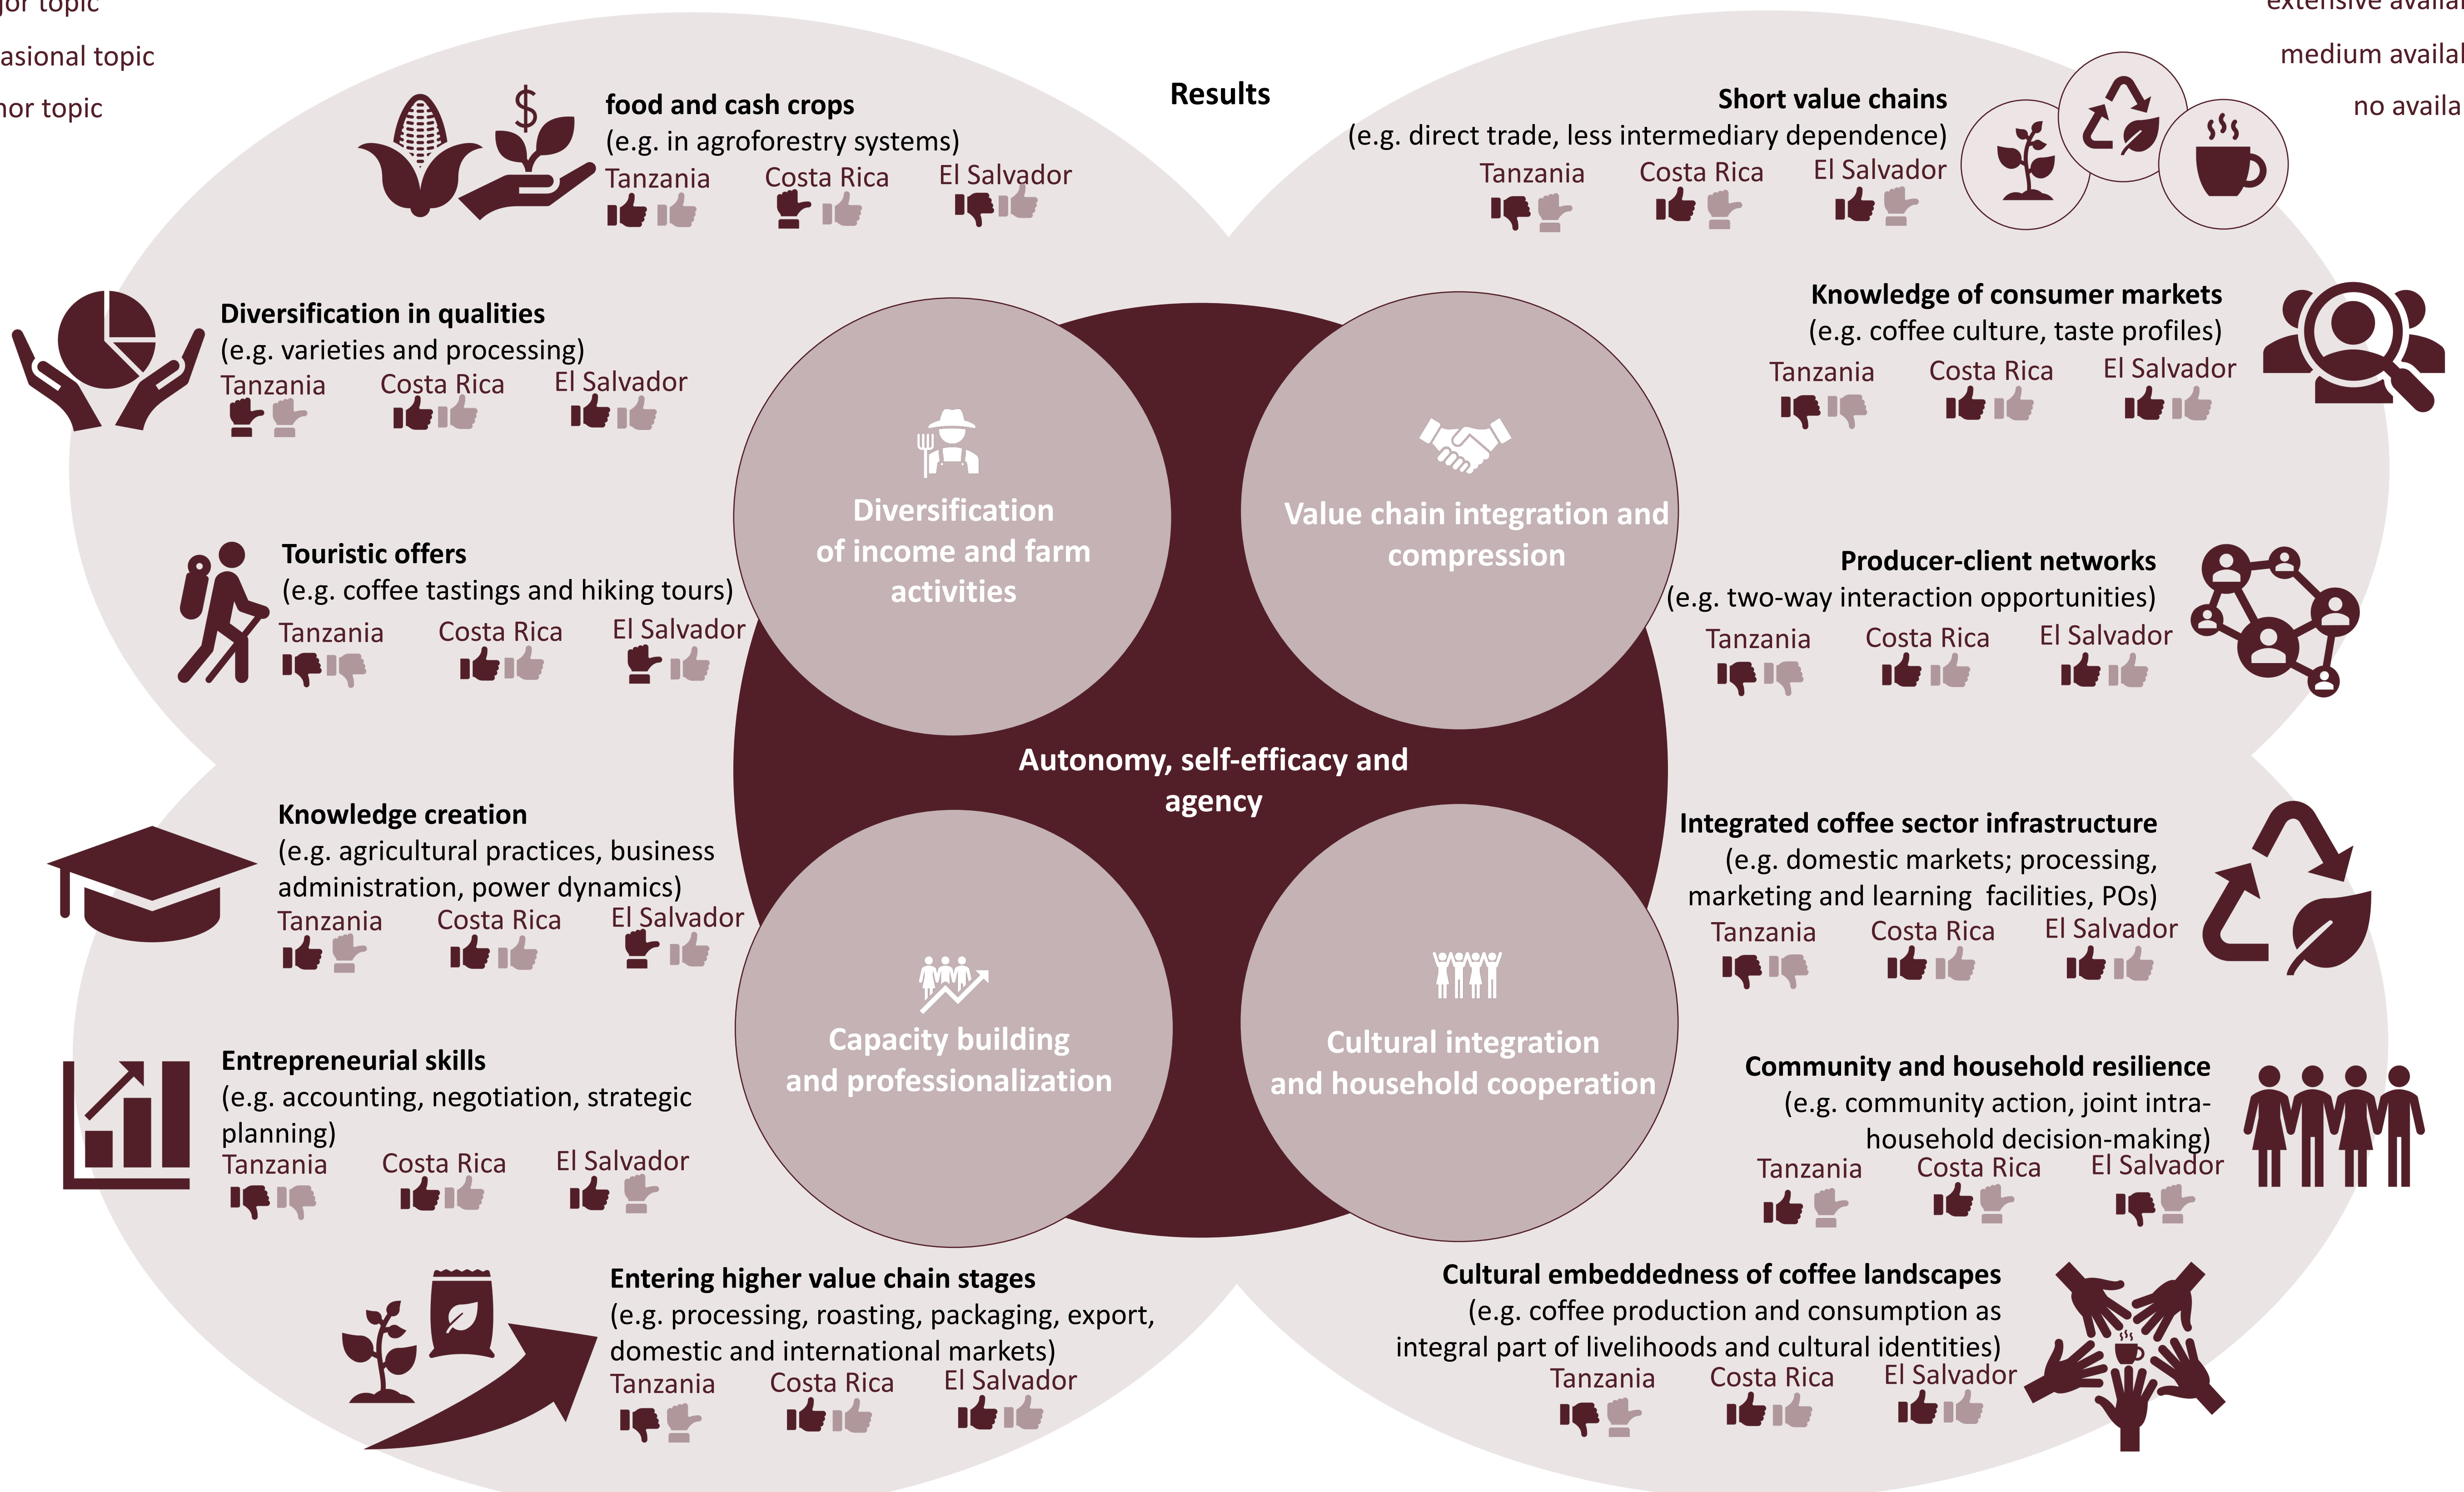 topic
topic
topic
medium
no
Results
food and cash crops
(e.g. in agroforestry systems)
Tanzania Costa Rica El Salvador
$
Diversification in qualities
(e.g. varieties and processing)
Tanzania Costa Rica El Salvador
Touristic offers
(e.g. coffee tastings and hiking tours)
Tanzania Costa Rica El Salvador
Knowledge creation
(e.g. agricultural practices, business
administration, power dynamics)
Tanzania Costa Rica El Salvador
Entrepreneurial skills
(e.g. accounting, negotiation, strategic
planning)
Tanzania Costa Rica El Salvador
Entering higher value chain stages
(e.g. processing, roasting, packaging, export,
domestic and international markets)
Tanzania Costa Rica El Salvador
Diversification
of income and farm
activities
Value chain integration and
compression
Autonomy, self-efficacy and
agency
Capacity building
and professionalization
Cultural integration
and household cooperation
Short value chains
(e.g. direct trade, less intermediary dependence)
Tanzania Costa Rica El Salvador
Knowledge of consumer markets
(e.g. coffee culture, taste profiles)
Tanzania Costa Rica El Salvador
Producer-client networks
(e.g. two-way interaction opportunities)
Tanzania Costa Rica El Salvador
Integrated coffee sector infrastructure
(e.g. domestic markets; processing,
marketing and learning facilities, POs)
Tanzania Costa Rica El Salvador
Community and household resilience
(e.g. community action, joint intra-
household decision-making)
Tanzania Costa Rica El Salvador
Cultural embeddedness of coffee landscapes
(e.g. coffee production and consumption as
integral part of livelihoods and cultural identities)
Tanzania Costa Rica El Salvador